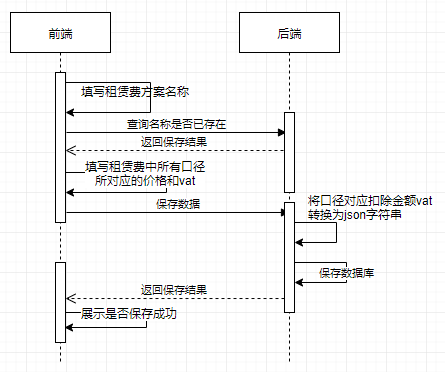 前端
后端
填写租赁费方案名称
查询名称是否已存在
返回保存结果
填写租赁费中所有口径
所对应的价格和vat
保存数据
将口径对应扣除金额vat
转换为json字符串
保存数据库
返回保存结果
展示是否保存成功